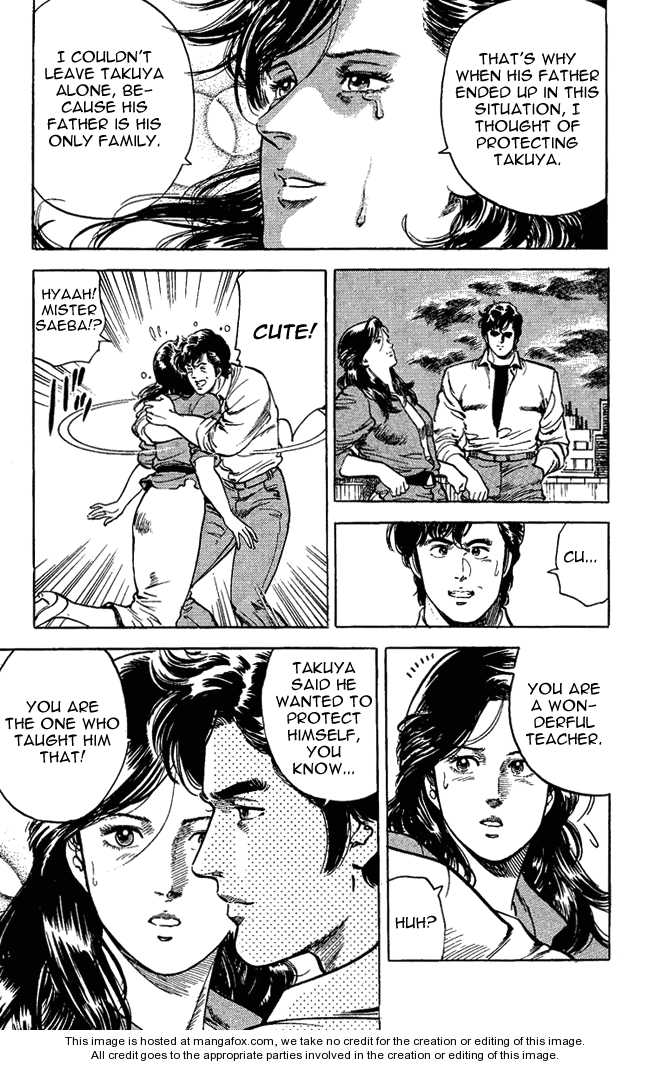 THAT'S WHY
WHEN HIS FATHER
ENDED UP IN THIS
SITUATION, I
THOUGHT OF
PROTECTING
TAKUYA.
I COULDN'T
LEAVE TAKUYA
ALONE, BE-
CAUSE HIS
FATHER IS HIS
ONLY FAMILY.
CU...
CUTE!
HYAAH!
MISTER
SAEBA!?
YOU ARE
A WON-
DERFUL
TEACHER.
HUH?
TAKUYA
SAID HE
WANTED TO
PROTECT
HIMSELF,
YOU
KNOW...
YOU ARE
THE ONE WHO
TAUGHT HIM
THAT!
This image is hosted at mangafox.com, we take no credit for the creation or editing of this image.
All credit goes to the appropriate parties involved in the creation or editing of this image.